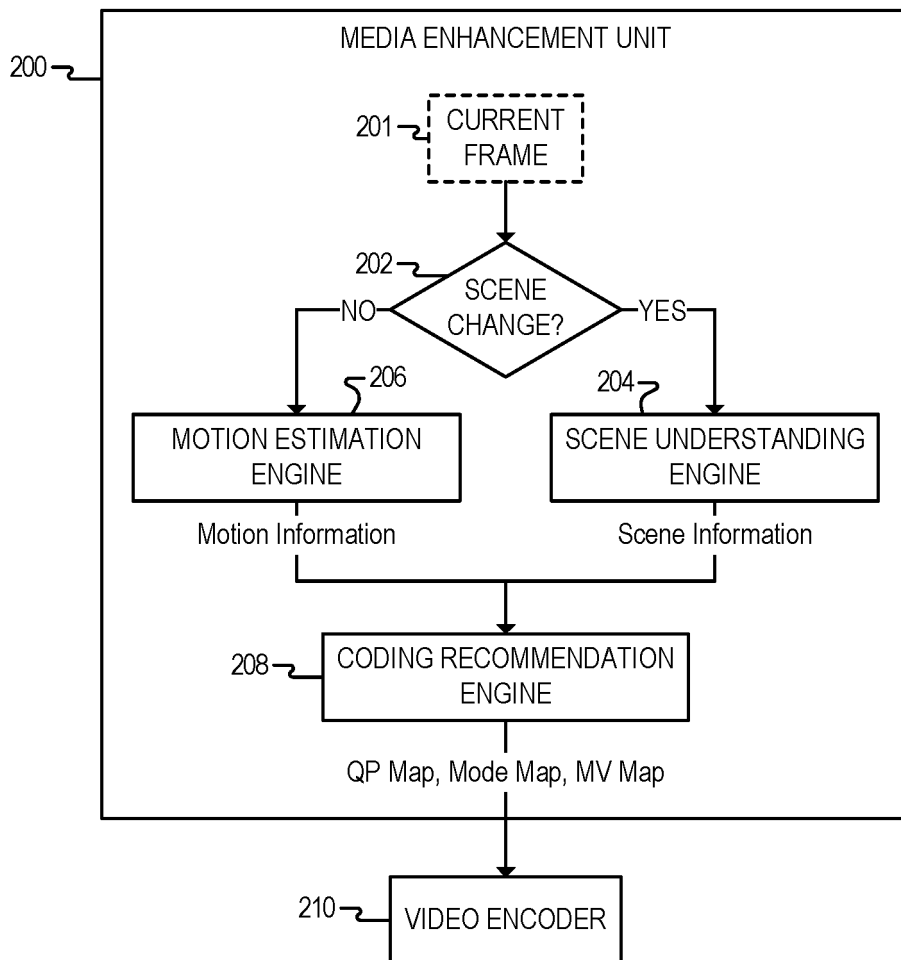 MEDIA ENHANCEMENT UNIT
200
201
CURRENT
FRAME
202
SCENE
CHANGE?
NO
YES
206
204
MOTION ESTIMATION
ENGINE
SCENE UNDERSTANDING
ENGINE
Motion Information
Scene Information
208
CODING RECOMMENDATION
ENGINE
QP Map, Mode Map, MV Map
210
VIDEO ENCODER